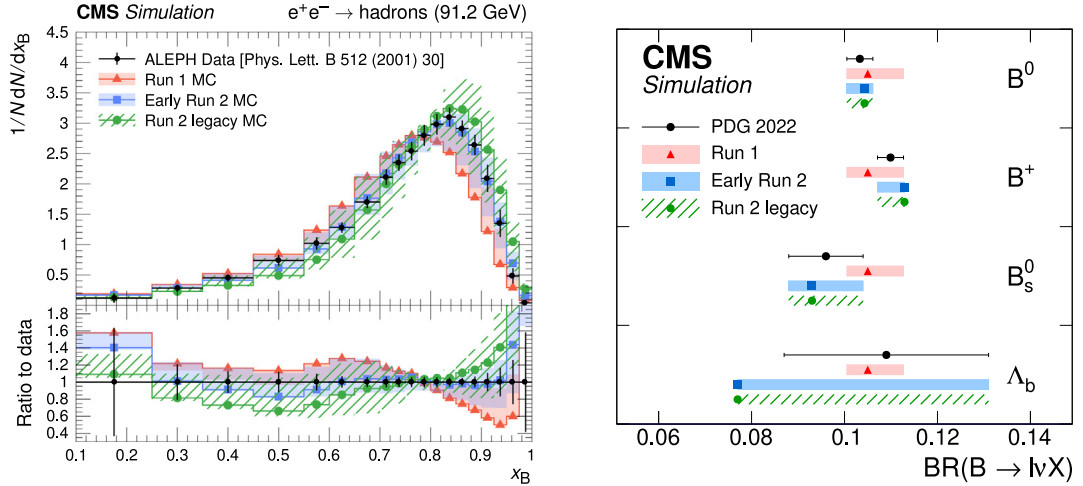 CMS Simulation e⁺e⁻ → hadrons (91.2 GeV)
1/N dN/dx_B
4.5
4
3.5
3
2.5
2
1.5
1
0.5
ALEPH Data [Phys. Lett. B 512 (2001) 30]
Run 1 MC
Early Run 2 MC
Run 2 legacy MC
Ratio to data
1.8
1.6
1.4
1.2
1
0.8
0.6
0.4
0.1 0.2 0.3 0.4 0.5 0.6 0.7 0.8 0.9 1
x_B
CMS
Simulation
PDG 2022
Run 1
Early Run 2
Run 2 legacy
B⁰
B⁺
B⁰_s
Λ_b
0.06 0.08 0.1 0.12 0.14
BR(B → lνX)